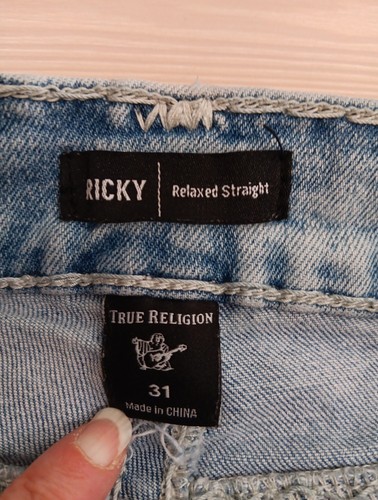 RICKY
Relaxed Straight
TRUE RELIGION
31
Made in CHINA